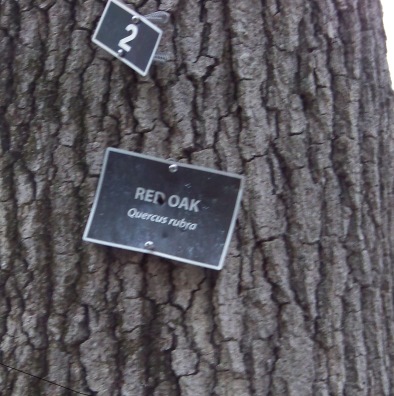 2
RED OAK
Quercus rubra